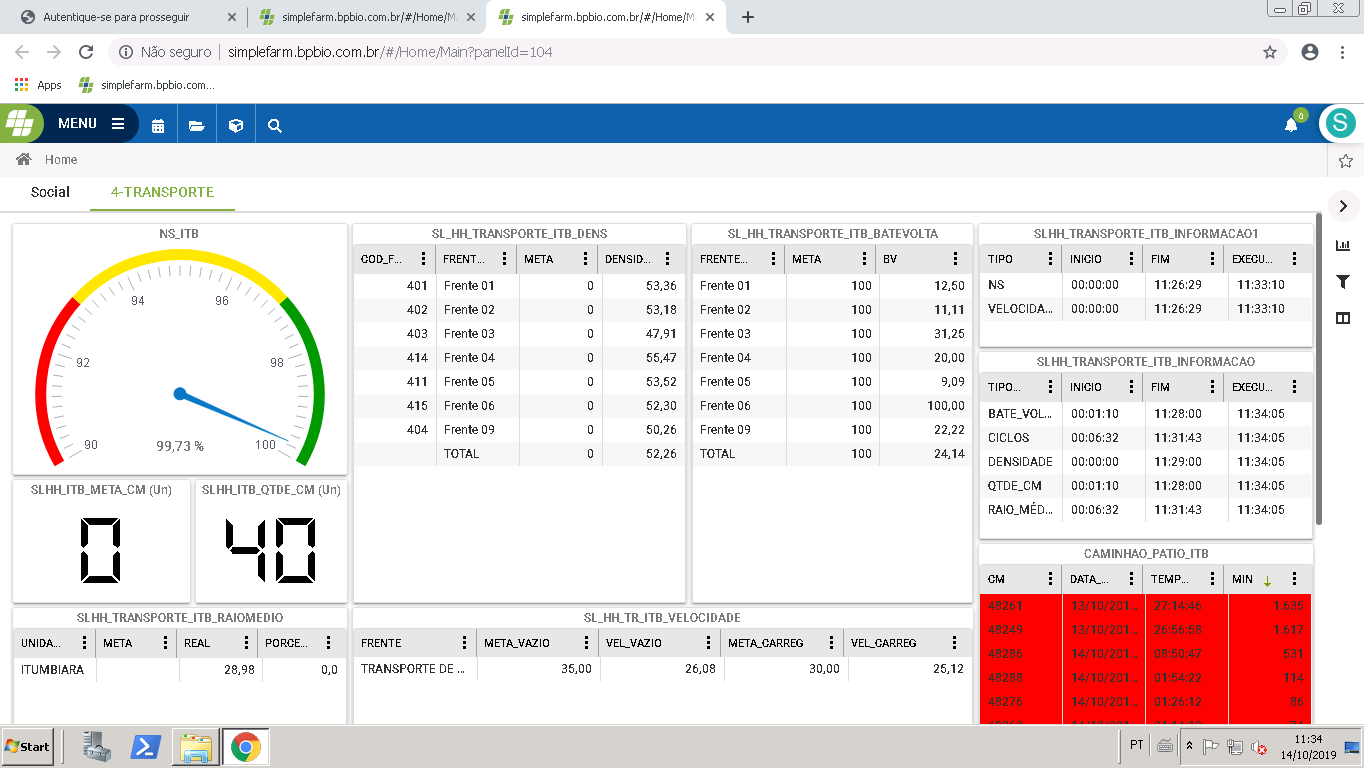 Autentique-se para prosseguir
simplefarm.bpbio.com.br/#/Home/M
simplefarm.bpbio.com.br/#/Home/M
Não seguro simplefarm.bpbio.com.br/#/Home/Main?panelId=104
Apps simplefarm.bpbio.com...
MENU
0
S
Home
Social 4-TRANSPORTE
NS_ITB
90 92 94 96 98 100
99,73 %
SL_HH_TRANSPORTE_ITB_DENS
COD_F... FRENT... META DENSID...
401 Frente 01 0 53,36
402 Frente 02 0 53,18
403 Frente 03 0 47,91
414 Frente 04 0 55,47
411 Frente 05 0 53,52
415 Frente 06 0 52,30
404 Frente 09 0 50,26
TOTAL 0 52,26
SL_HH_TRANSPORTE_ITB_BATEVOLTA
FRENTE... META BV
Frente 01 100 12,50
Frente 02 100 11,11
Frente 03 100 31,25
Frente 04 100 20,00
Frente 05 100 9,09
Frente 06 100 100,00
Frente 09 100 22,22
TOTAL 100 24,14
SLHH_TRANSPORTE_ITB_INFORMACAO1
TIPO INICIO FIM EXECU...
NS 00:00:00 11:26:29 11:33:10
VELOCIDA... 00:00:00 11:26:29 11:33:10
SLHH_TRANSPORTE_ITB_INFORMACAO
TIPO... INICIO FIM EXECU...
BATE_VOL... 00:01:10 11:28:00 11:34:05
CICLOS 00:06:32 11:31:43 11:34:05
DENSIDADE 00:00:00 11:29:00 11:34:05
QTDE_CM 00:01:10 11:28:00 11:34:05
RAIO_MÉD... 00:06:32 11:31:43 11:34:05
SLHH_ITB_META_CM (Un)
0
SLHH_ITB_QTDE_CM (Un)
40
CAMINHAO_PATIO_ITB
CM DATA_... TEMP... MIN
48261 13/10/201... 27:14:46 1.635
48249 13/10/201... 26:56:58 1.617
48286 14/10/201... 08:50:47 531
48288 14/10/201... 01:54:22 114
48276 14/10/201... 01:26:12 86
SLHH_TRANSPORTE_ITB_RAIOMEDIO
UNIDA... META REAL PORCE...
ITUMBIARA 28,98 0,0
SL_HH_TR_ITB_VELOCIDADE
FRENTE META_VAZIO VEL_VAZIO META_CARREG VEL_CARREG
TRANSPORTE DE ... 35,00 26,08 30,00 25,12
Start
PT
11:34
14/10/2019